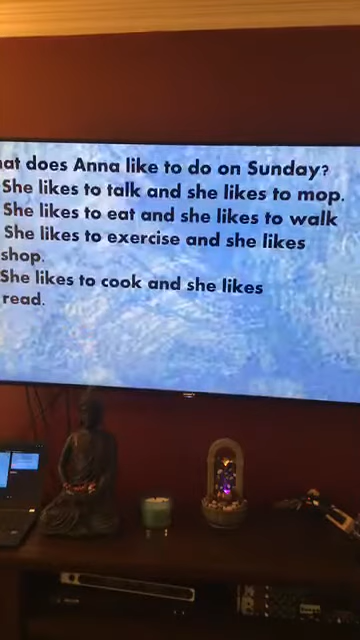 at does Anna like to do on Sunday?
She likes to talk and she likes to mop.
She likes to eat and she likes to walk
She likes to exercise and she likes
shop.
She likes to cook and she likes
read.